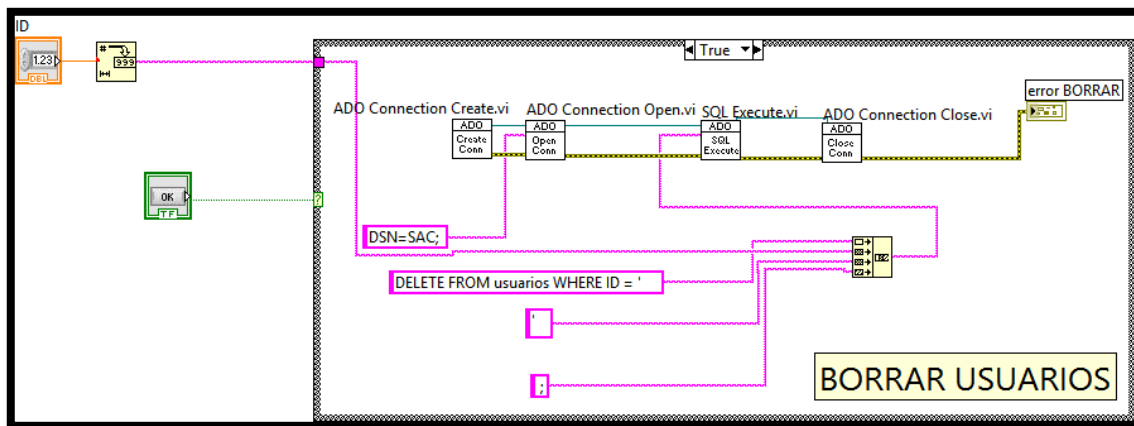 ID
1.23
DBL
#
999
True
error BORRAR
ADO Connection Create.vi
ADO Connection Open.vi
SQL Execute.vi
ADO Connection Close.vi
ADO
Create
Conn
ADO
Open
Conn
ADO
SQL
Execute
ADO
Close
Conn
OK
TF
?
DSN=SAC;
DELETE FROM usuarios WHERE ID = '
'
;
BORRAR USUARIOS